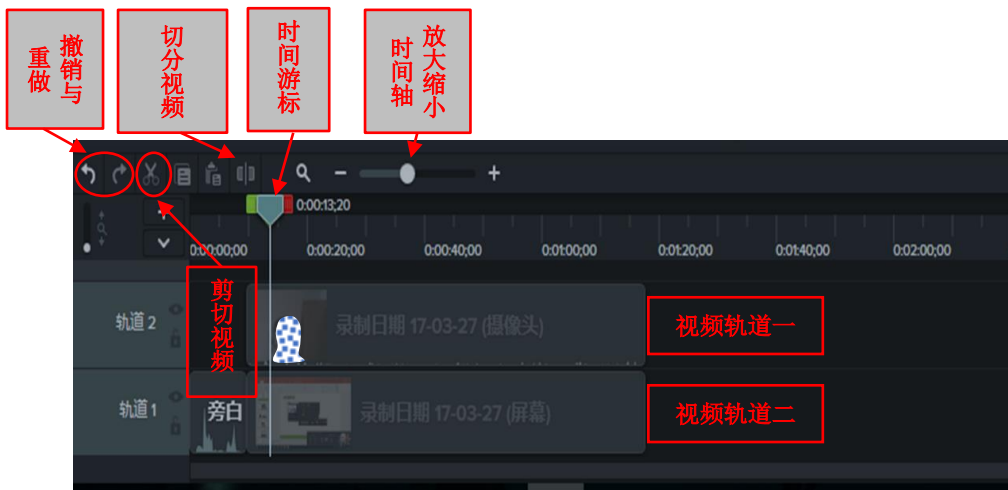 撤销与
重做
切分视频
时间游标
放大缩小
时间轴
0:00:13;20
0:00:00;00
0:00:20;00
0:00:40;00
0:01:00;00
0:01:20;00
0:01:40;00
0:02:00;00
剪切视频
轨道 2
录制日期 17-03-27 (摄像头)
视频轨道一
轨道 1
旁白
录制日期 17-03-27 (屏幕)
视频轨道二